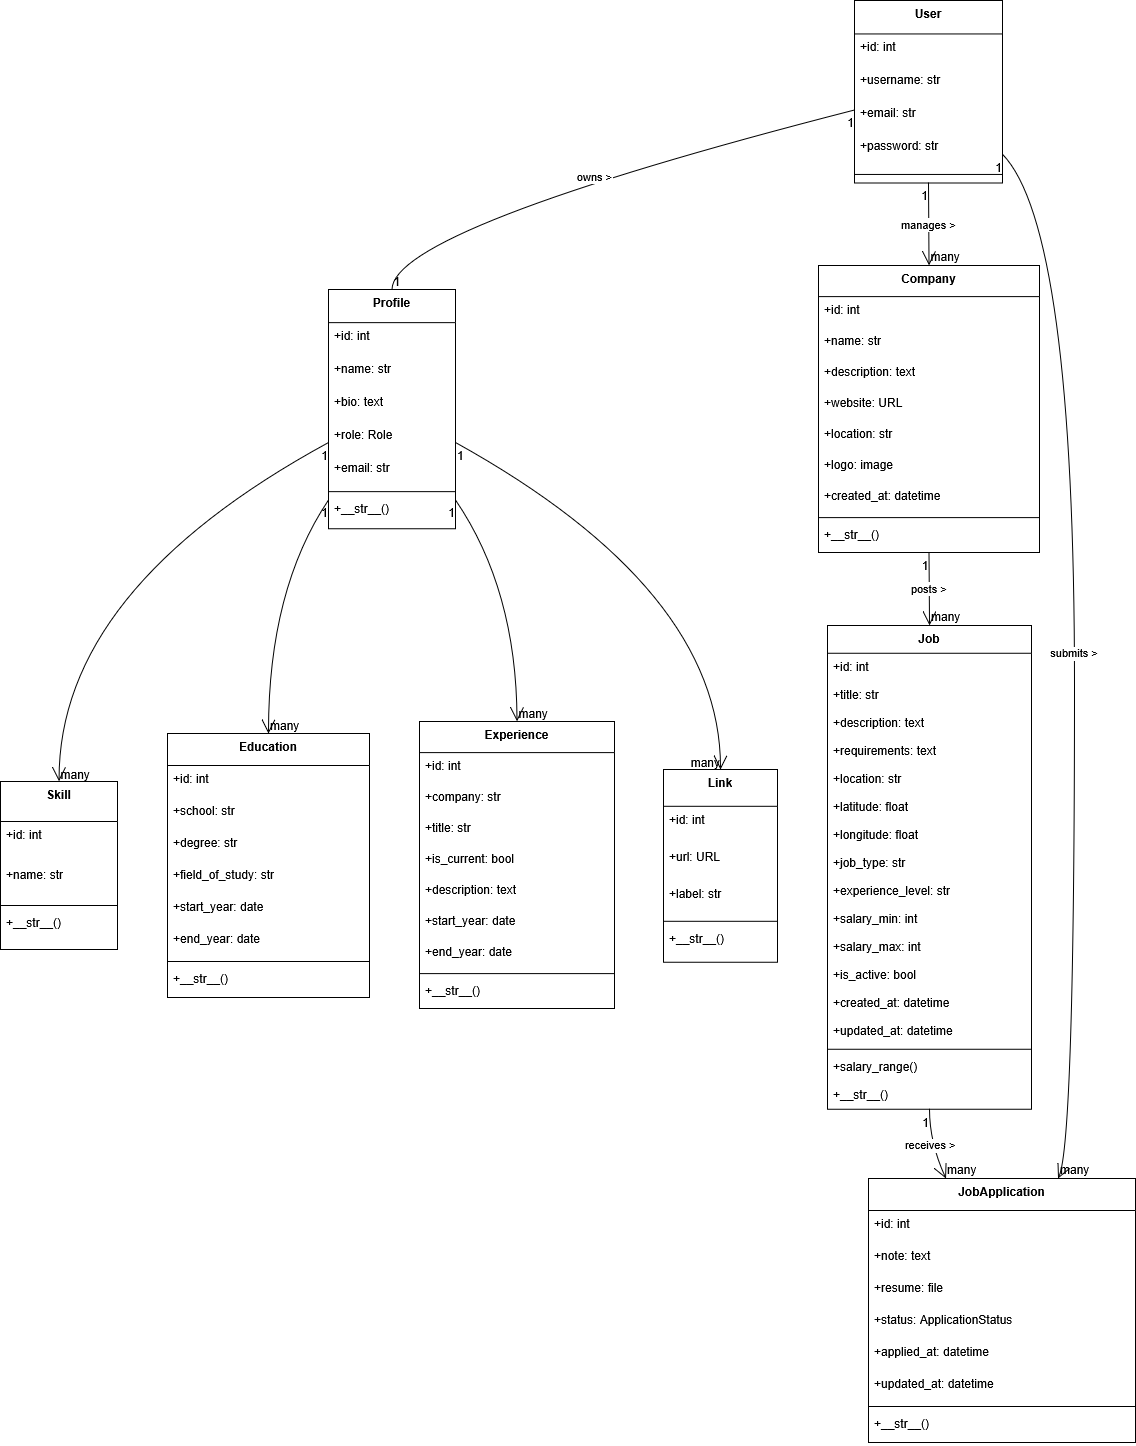 User
+id: int
+username: str
+email: str
+password: str
1
1
1
owns >
manages >
many
1
Profile
+id: int
+name: str
+bio: text
+role: Role
+email: str
+__str__()
1
1
1
1
Company
+id: int
+name: str
+description: text
+website: URL
+location: str
+logo: image
+created_at: datetime
+__str__()
1
posts >
many
submits >
Job
+id: int
+title: str
+description: text
+requirements: text
+location: str
+latitude: float
+longitude: float
+job_type: str
+experience_level: str
+salary_min: int
+salary_max: int
+is_active: bool
+created_at: datetime
+updated_at: datetime
+salary_range()
+__str__()
many
Skill
+id: int
+name: str
+__str__()
many
Education
+id: int
+school: str
+degree: str
+field_of_study: str
+start_year: date
+end_year: date
+__str__()
many
Experience
+id: int
+company: str
+title: str
+is_current: bool
+description: text
+start_year: date
+end_year: date
+__str__()
many
Link
+id: int
+url: URL
+label: str
+__str__()
1
receives >
many
many
JobApplication
+id: int
+note: text
+resume: file
+status: ApplicationStatus
+applied_at: datetime
+updated_at: datetime
+__str__()